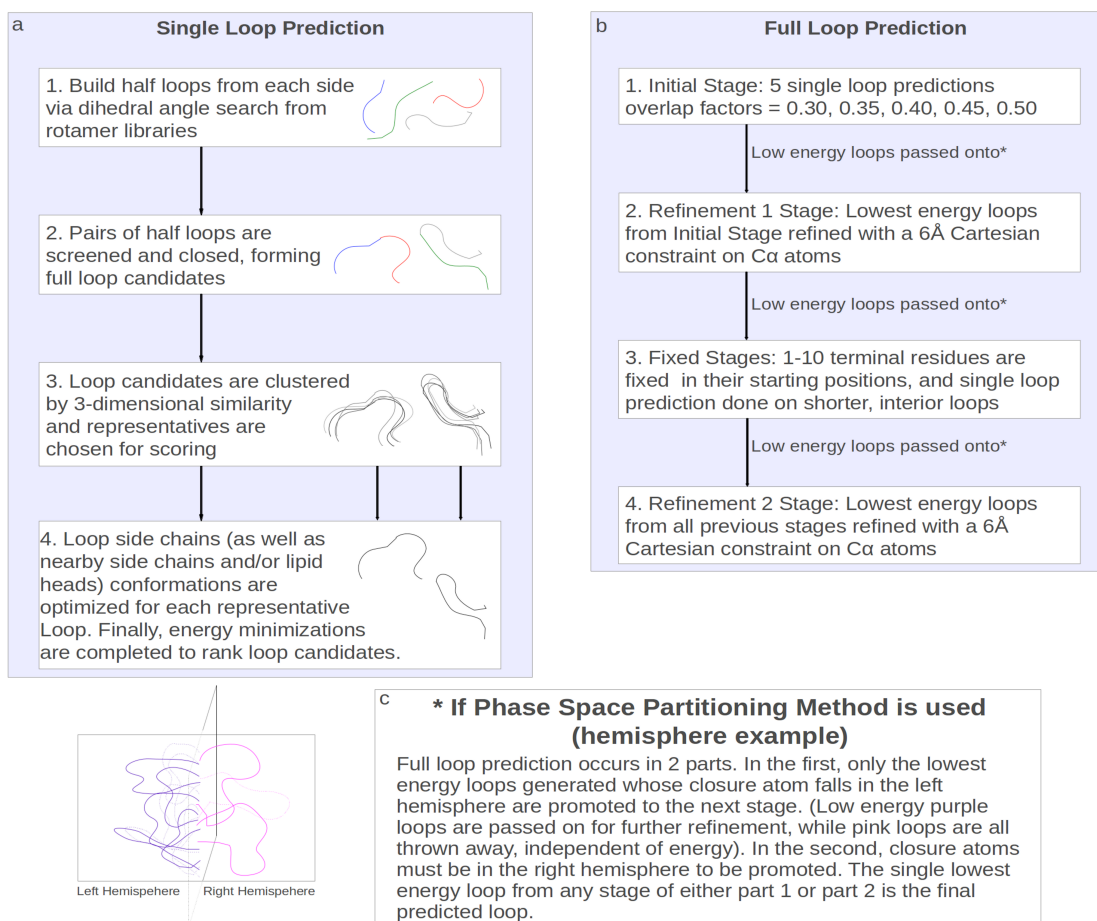 a
Single Loop Prediction
1. Build half loops from each side
via dihedral angle search from
rotamer libraries
2. Pairs of half loops are
screened and closed, forming
full loop candidates
3. Loop candidates are clustered
by 3-dimensional similarity
and representatives are
chosen for scoring
4. Loop side chains (as well as
nearby side chains and/or lipid
heads) conformations are
optimized for each representative
Loop. Finally, energy minimizations
are completed to rank loop candidates.
b
Full Loop Prediction
1. Initial Stage: 5 single loop predictions
overlap factors = 0.30, 0.35, 0.40, 0.45, 0.50
Low energy loops passed onto*
2. Refinement 1 Stage: Lowest energy loops
from Initial Stage refined with a 6Å Cartesian
constraint on Cα atoms
Low energy loops passed onto*
3. Fixed Stages: 1-10 terminal residues are
fixed in their starting positions, and single loop
prediction done on shorter, interior loops
Low energy loops passed onto*
4. Refinement 2 Stage: Lowest energy loops
from all previous stages refined with a 6Å
Cartesian constraint on Cα atoms
Left Hemispehere
Right Hemispehere
c
* If Phase Space Partitioning Method is used
(hemisphere example)
Full loop prediction occurs in 2 parts. In the first, only the lowest
energy loops generated whose closure atom falls in the left
hemisphere are promoted to the next stage. (Low energy purple
loops are passed on for further refinement, while pink loops are all
thrown away, independent of energy). In the second, closure atoms
must be in the right hemisphere to be promoted. The single lowest
energy loop from any stage of either part 1 or part 2 is the final
predicted loop.